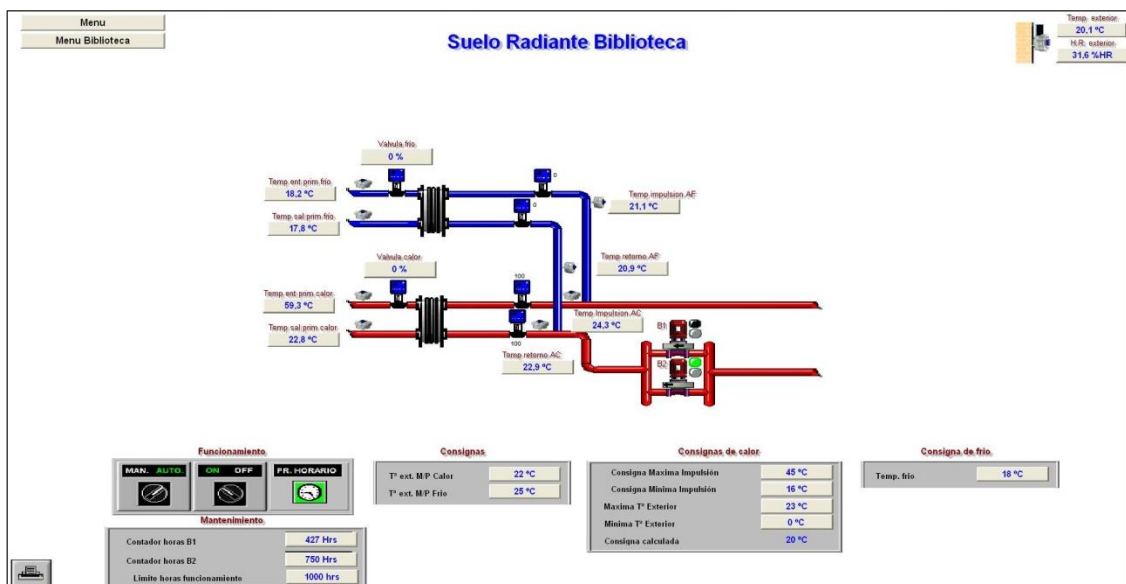 Menu
Menu Biblioteca
Suelo Radiante Biblioteca
Temp. exterior
20,1 ºC
H.R. exterior
31,6 %HR
Valvula frio
0 %
Temp ent prim frio
18,2 ºC
0
Temp sal prim frio
17,8 ºC
0
Temp impulsion AF
21,1 ºC
Temp retorno AF
20,9 ºC
Valvula calor
0 %
Temp ent prim calor
59,3 ºC
100
Temp sal prim calor
22,8 ºC
100
Temp Impulsion AC
24,3 ºC
Temp retorno AC
22,9 ºC
B1
B2
Funcionamiento
MAN. AUTO.
ON OFF
PR. HORARIO
Consignas
Tº ext. M/P Calor 22 ºC
Tº ext. M/P Frio 25 ºC
Consignas de calor
Consigna Maxima Impulsión 45 ºC
Consigna Minima Impulsión 16 ºC
Maxima Tº Exterior 23 ºC
Minima Tº Exterior 0 ºC
Consigna calculada 20 ºC
Consigna de frio
Temp. frio 18 ºC
Mantenimiento
Contador horas B1 427 Hrs
Contador horas B2 750 Hrs
Limite horas funcionamiento 1000 hrs